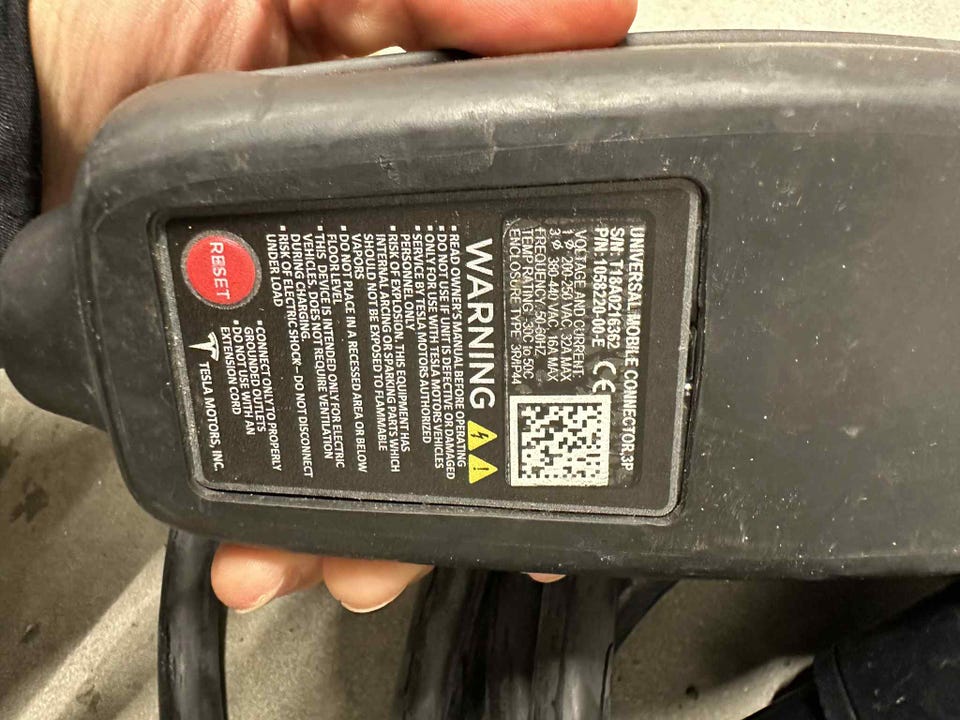 UNIVERSAL MOBILE CONNECTOR,3P
S/N: T18A0216362
P/N: 1068220-00-E CE
VOLTAGE AND CURRENT
1 Ø 200-250 VAC, 32A MAX
3 Ø 380-440 VAC, 16A MAX
FREQUENCY 50-60HZ
TEMP RATING -30C to 50C
ENCLOSURE TYPE 3R/IP44
WARNING
▪ READ OWNER'S MANUAL BEFORE OPERATING
▪ DO NOT USE IF UNIT IS DEFECTIVE OR DAMAGED
▪ ONLY FOR USE WITH TESLA MOTORS VEHICLES
▪ SERVICE BY TESLA MOTORS AUTHORIZED
PERSONNEL ONLY
▪ RISK OF EXPLOSION. THIS EQUIPMENT HAS
INTERNAL ARCING OR SPARKING PARTS WHICH
SHOULD NOT BE EXPOSED TO FLAMMABLE
VAPORS
▪ DO NOT PLACE IN A RECESSED AREA OR BELOW
FLOOR LEVEL
▪ THIS DEVICE IS INTENDED ONLY FOR ELECTRIC
VEHICLES. DOES NOT REQUIRE VENTILATION
DURING CHARGING.
▪ RISK OF ELECTRIC SHOCK – DO NOT DISCONNECT
UNDER LOAD
▪ CONNECT ONLY TO PROPERLY
GROUNDED OUTLETS
▪ DO NOT USE WITH AN
EXTENSION CORD
RESET
TESLA MOTORS, INC.